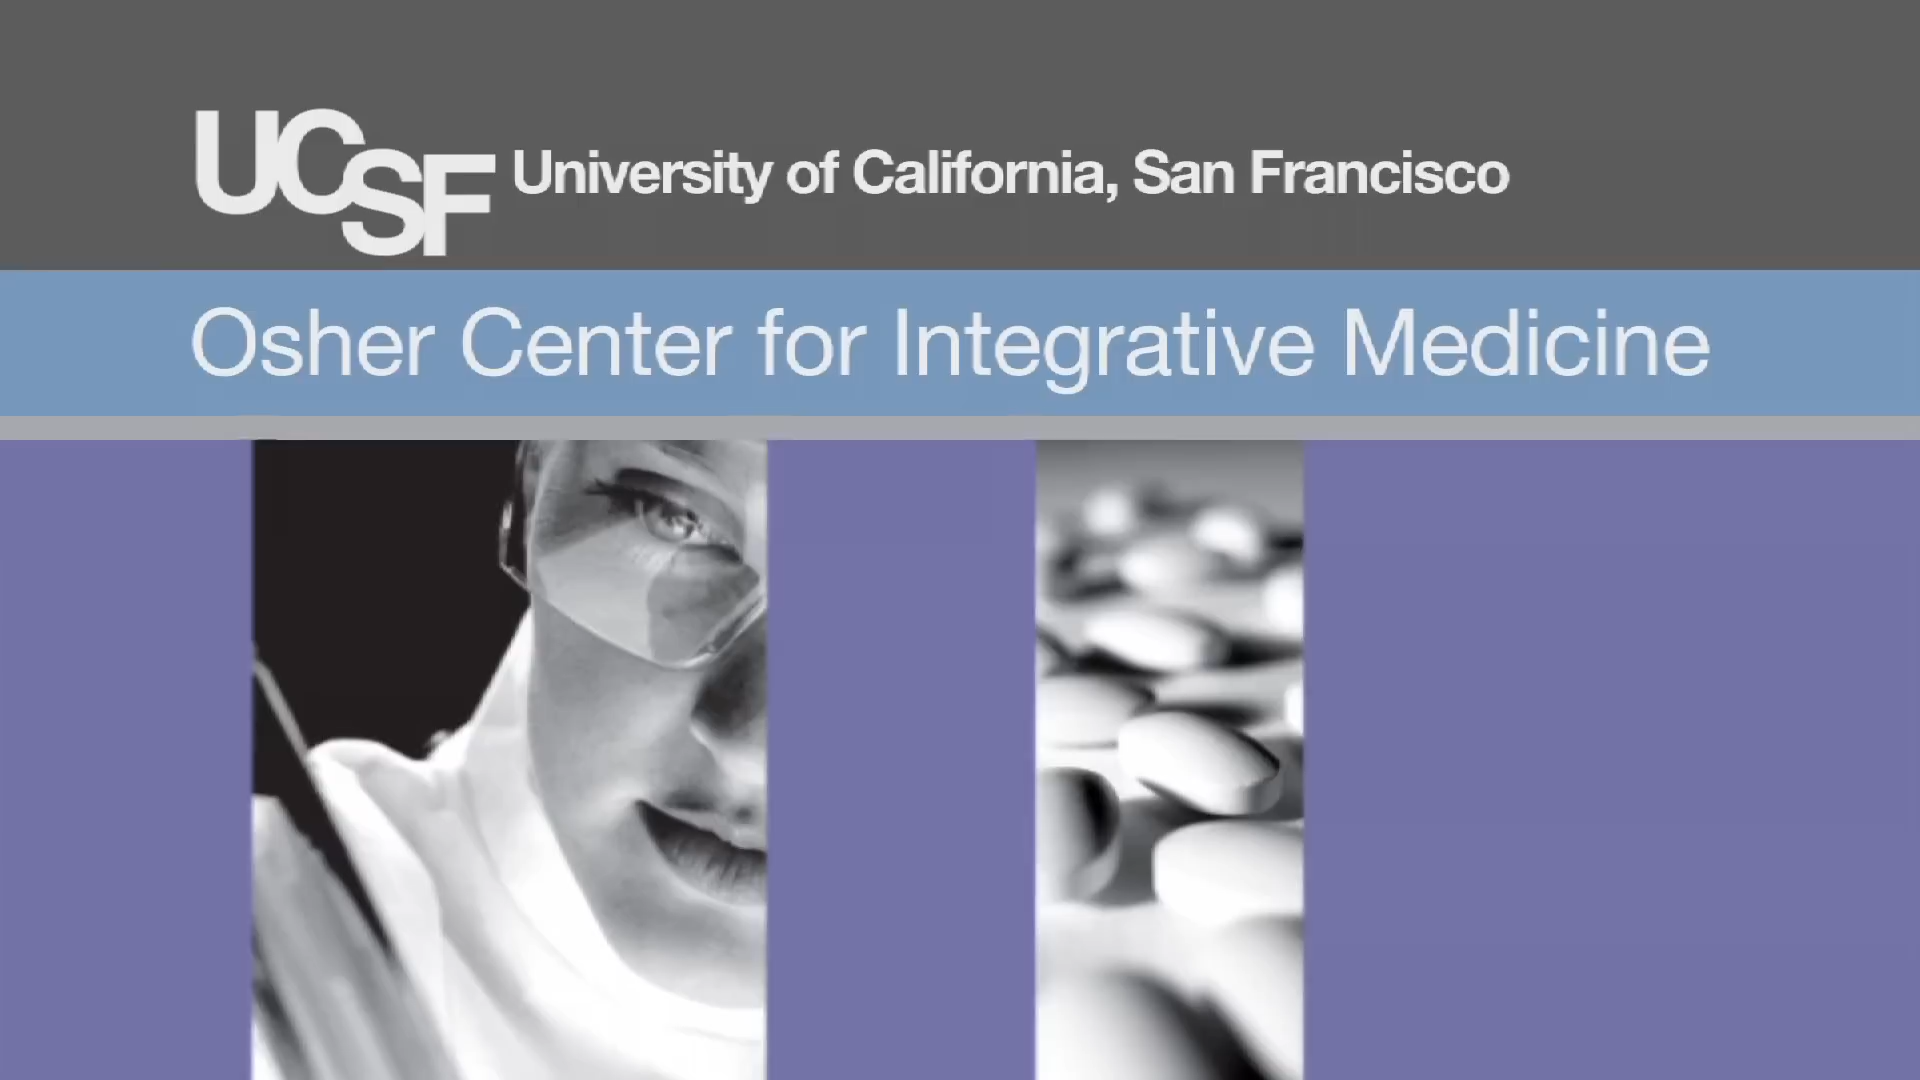 UCSF University of California, San Francisco
Osher Center for Integrative Medicine